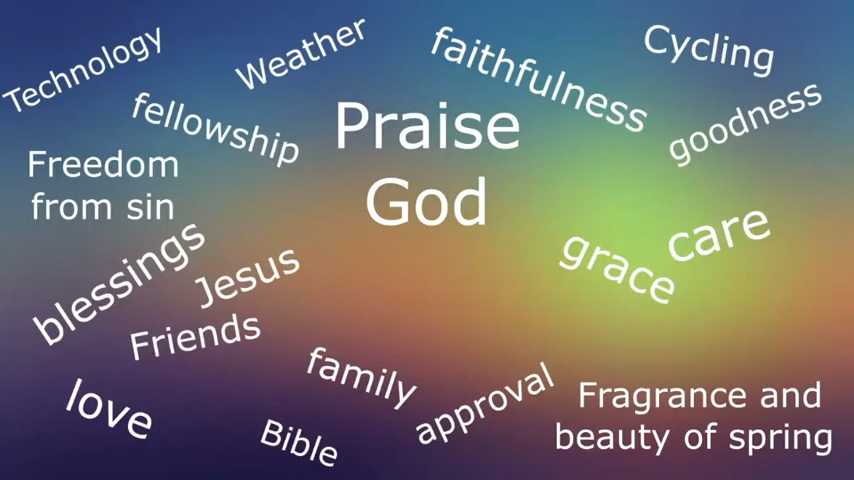 Technology
Weather
faithfulness
Cycling
fellowship
Praise
God
goodness
Freedom
from sin
blessings
Jesus
grace
care
Friends
family
approval
love
Bible
Fragrance and
beauty of spring